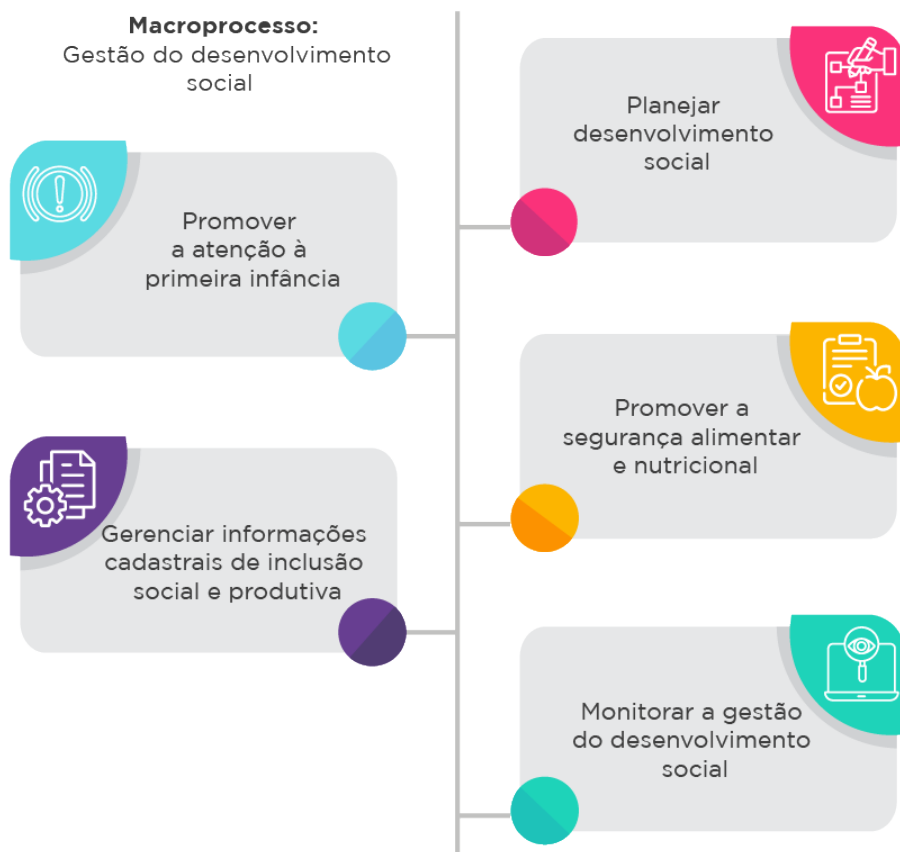 Macroprocesso:
Gestão do desenvolvimento
social
Planejar
desenvolvimento
social
Promover
a atenção à
primeira infância
Promover a
segurança alimentar
e nutricional
Gerenciar informações
cadastrais de inclusão
social e produtiva
Monitorar a gestão
do desenvolvimento
social